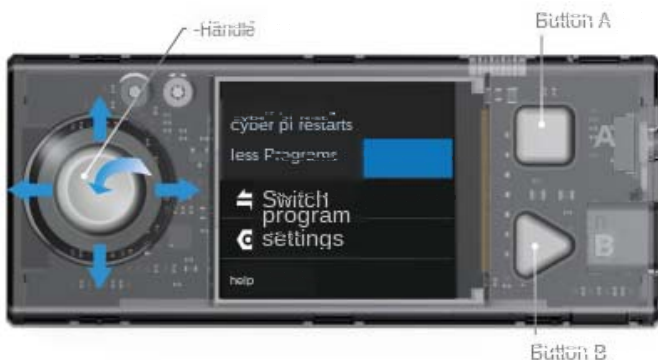 -Handle
Button A
cyber pi restarts
less Programs
Switch
program
settings
help
A
B
Button B